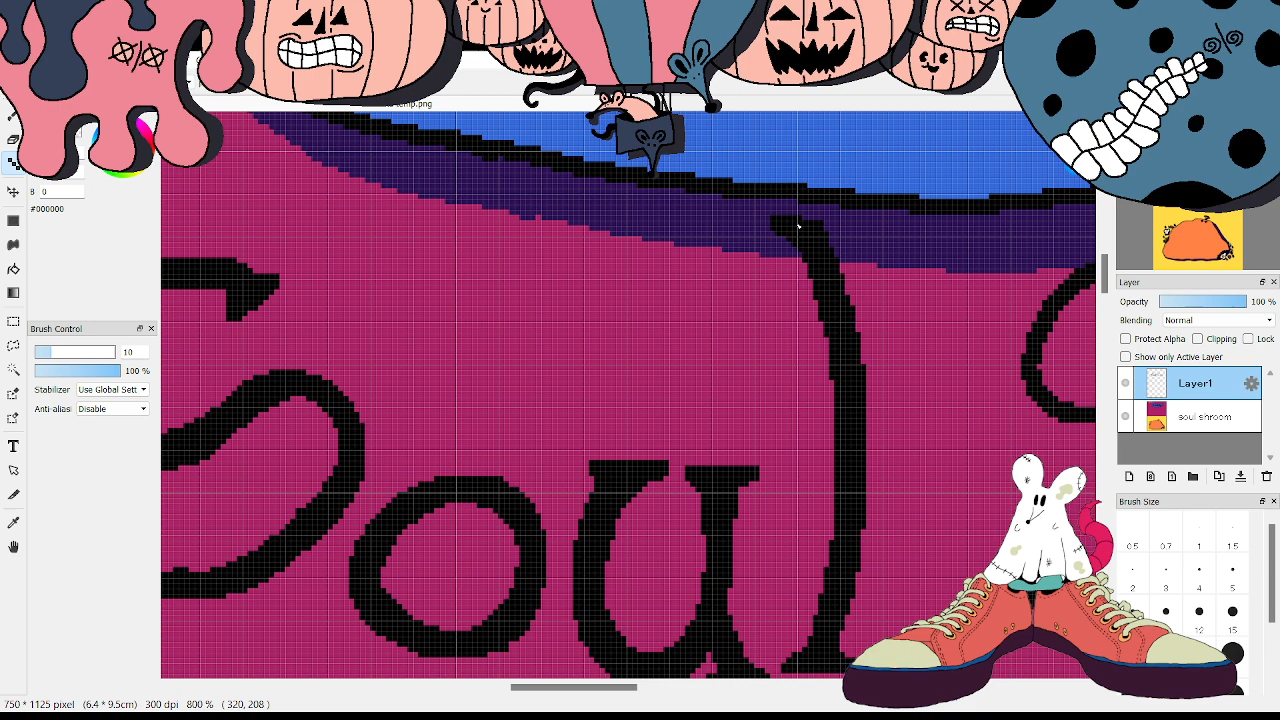 temp.png
B 0
#000000
Brush Control
10
100 %
Stabilizer Use Global Sett
Anti-alias: Disable
Soul
Layer
Opacity 100 %
Blending Normal
Protect Alpha Clipping Lock
Show only Active Layer
Layer1
soul shroom
Brush Size
0.5 0.7 1 1.5
2 3 4 5
12 15
750 * 1125 pixel (6.4 * 9.5cm) 300 dpi 800 % ( 320, 208 )